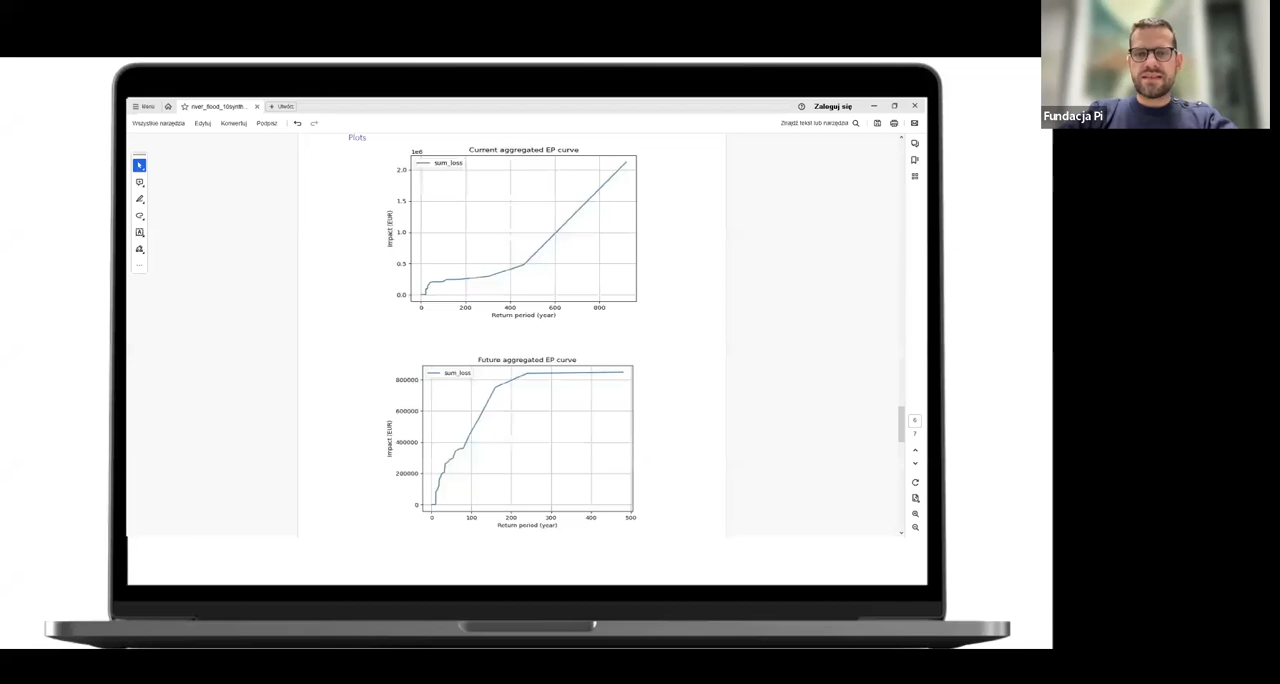 Menu
river_flood_10synth...
Utwórz
Zaloguj się
Wszystkie narzędzia
Edytuj
Konwertuj
Podpisz
Znajdź tekst lub narzędzia
Fundacja Pi
Plots
Current aggregated EP curve
1e6
sum_loss
2.0
1.5
1.0
0.5
0.0
Impact (EUR)
0 200 400 600 800
Return period (year)
Future aggregated EP curve
sum_loss
800000
600000
400000
200000
0
Impact (EUR)
0 100 200 300 400 500
Return period (year)
6
7